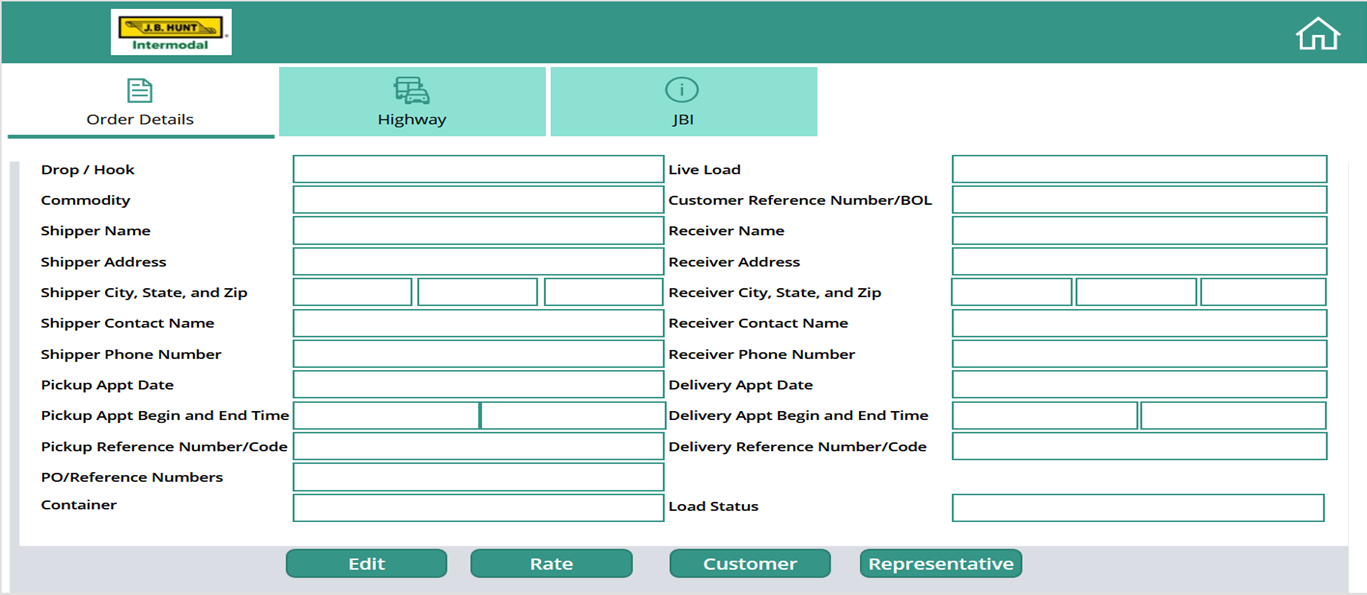 J.B. HUNT
Intermodal
Order Details
Highway
JBI
Drop / Hook
Live Load
Commodity
Customer Reference Number/BOL
Shipper Name
Receiver Name
Shipper Address
Receiver Address
Shipper City, State, and Zip
Receiver City, State, and Zip
Shipper Contact Name
Receiver Contact Name
Shipper Phone Number
Receiver Phone Number
Pickup Appt Date
Delivery Appt Date
Pickup Appt Begin and End Time
Delivery Appt Begin and End Time
Pickup Reference Number/Code
Delivery Reference Number/Code
PO/Reference Numbers
Container
Load Status
Edit
Rate
Customer
Representative